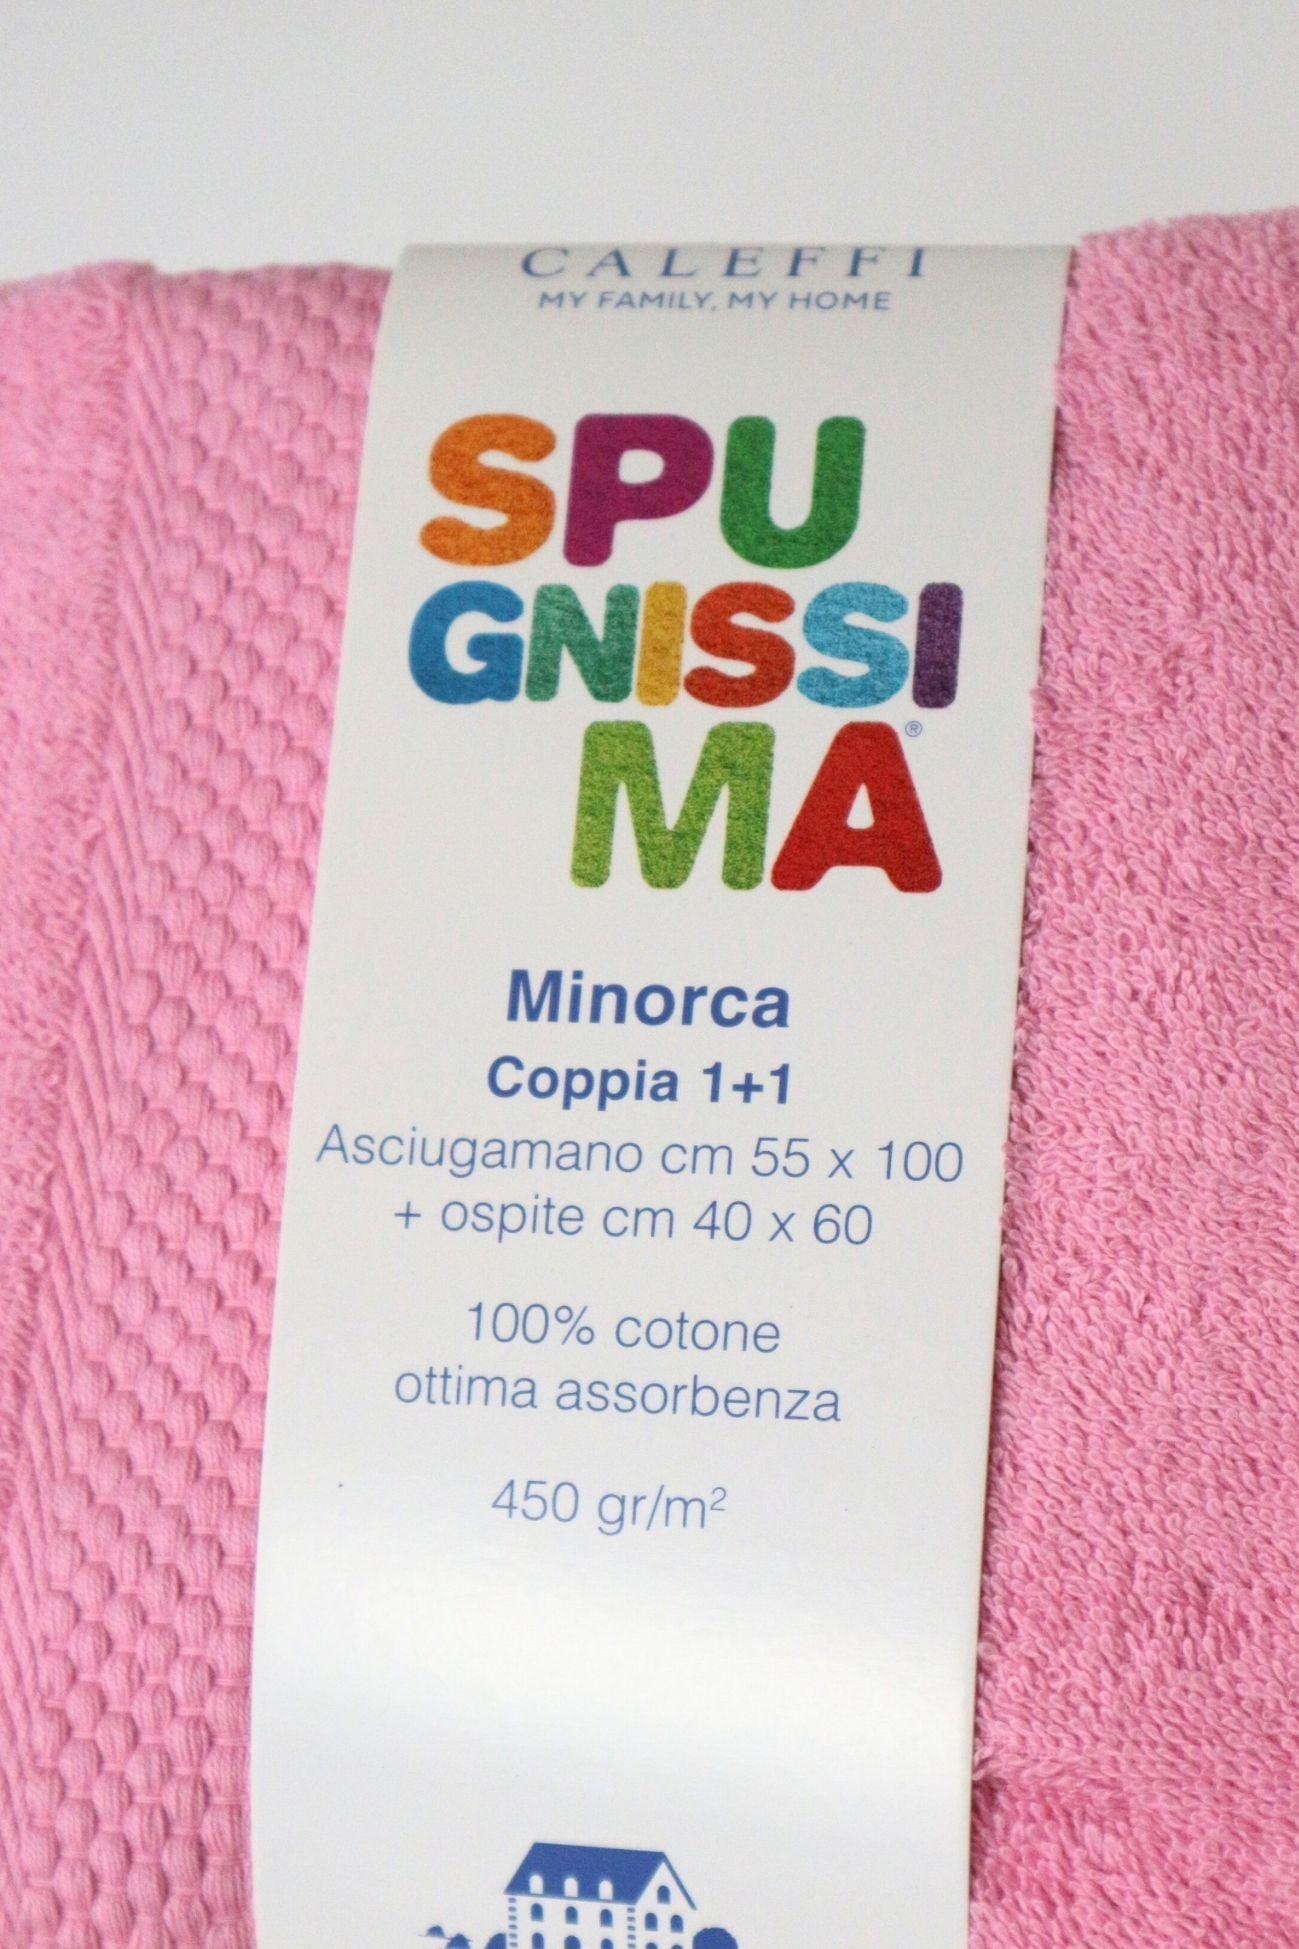 CALEFFI
MY FAMILY, MY HOME
SPU
GNISSI
MA®
Minorca
Coppia 1+1
Asciugamano cm 55 x 100
+ ospite cm 40 x 60
100% cotone
ottima assorbenza
450 gr/m²